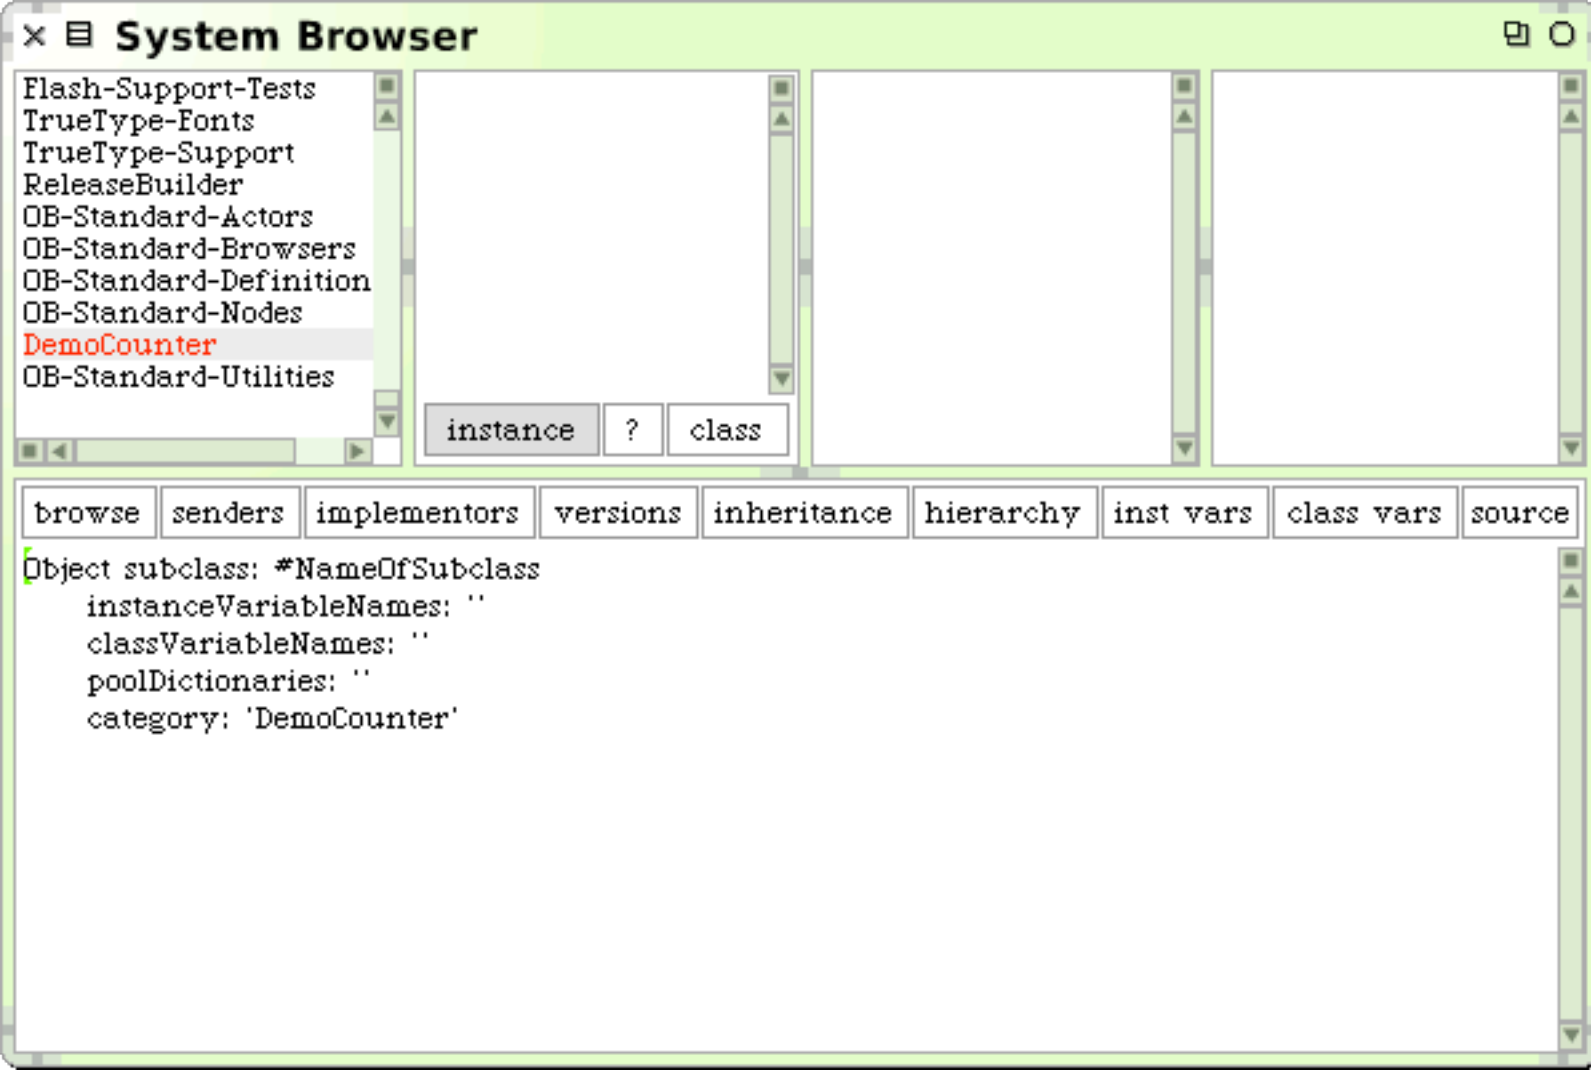 System Browser
Flash-Support-Tests
TrueType-Fonts
TrueType-Support
ReleaseBuilder
OB-Standard-Actors
OB-Standard-Browsers
OB-Standard-Definition
OB-Standard-Nodes
DemoCounter
OB-Standard-Utilities
instance ? class
browse senders implementors versions inheritance hierarchy inst vars class vars source
Object subclass: #NameOfSubclass
instanceVariableNames: ''
classVariableNames: ''
poolDictionaries: ''
category: 'DemoCounter'